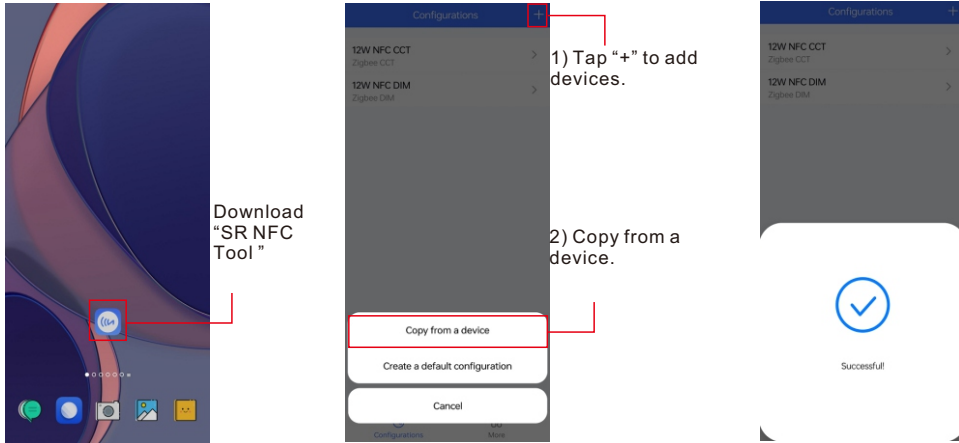 Download
“SR NFC
Tool ”
Configurations +
12W NFC CCT
Zigbee CCT
12W NFC DIM
Zigbee DIM
Copy from a device
Create a default configuration
Cancel
Configurations More
1) Tap “+” to add
devices.
2) Copy from a
device.
Configurations +
12W NFC CCT
Zigbee CCT
12W NFC DIM
Zigbee DIM
Successful!